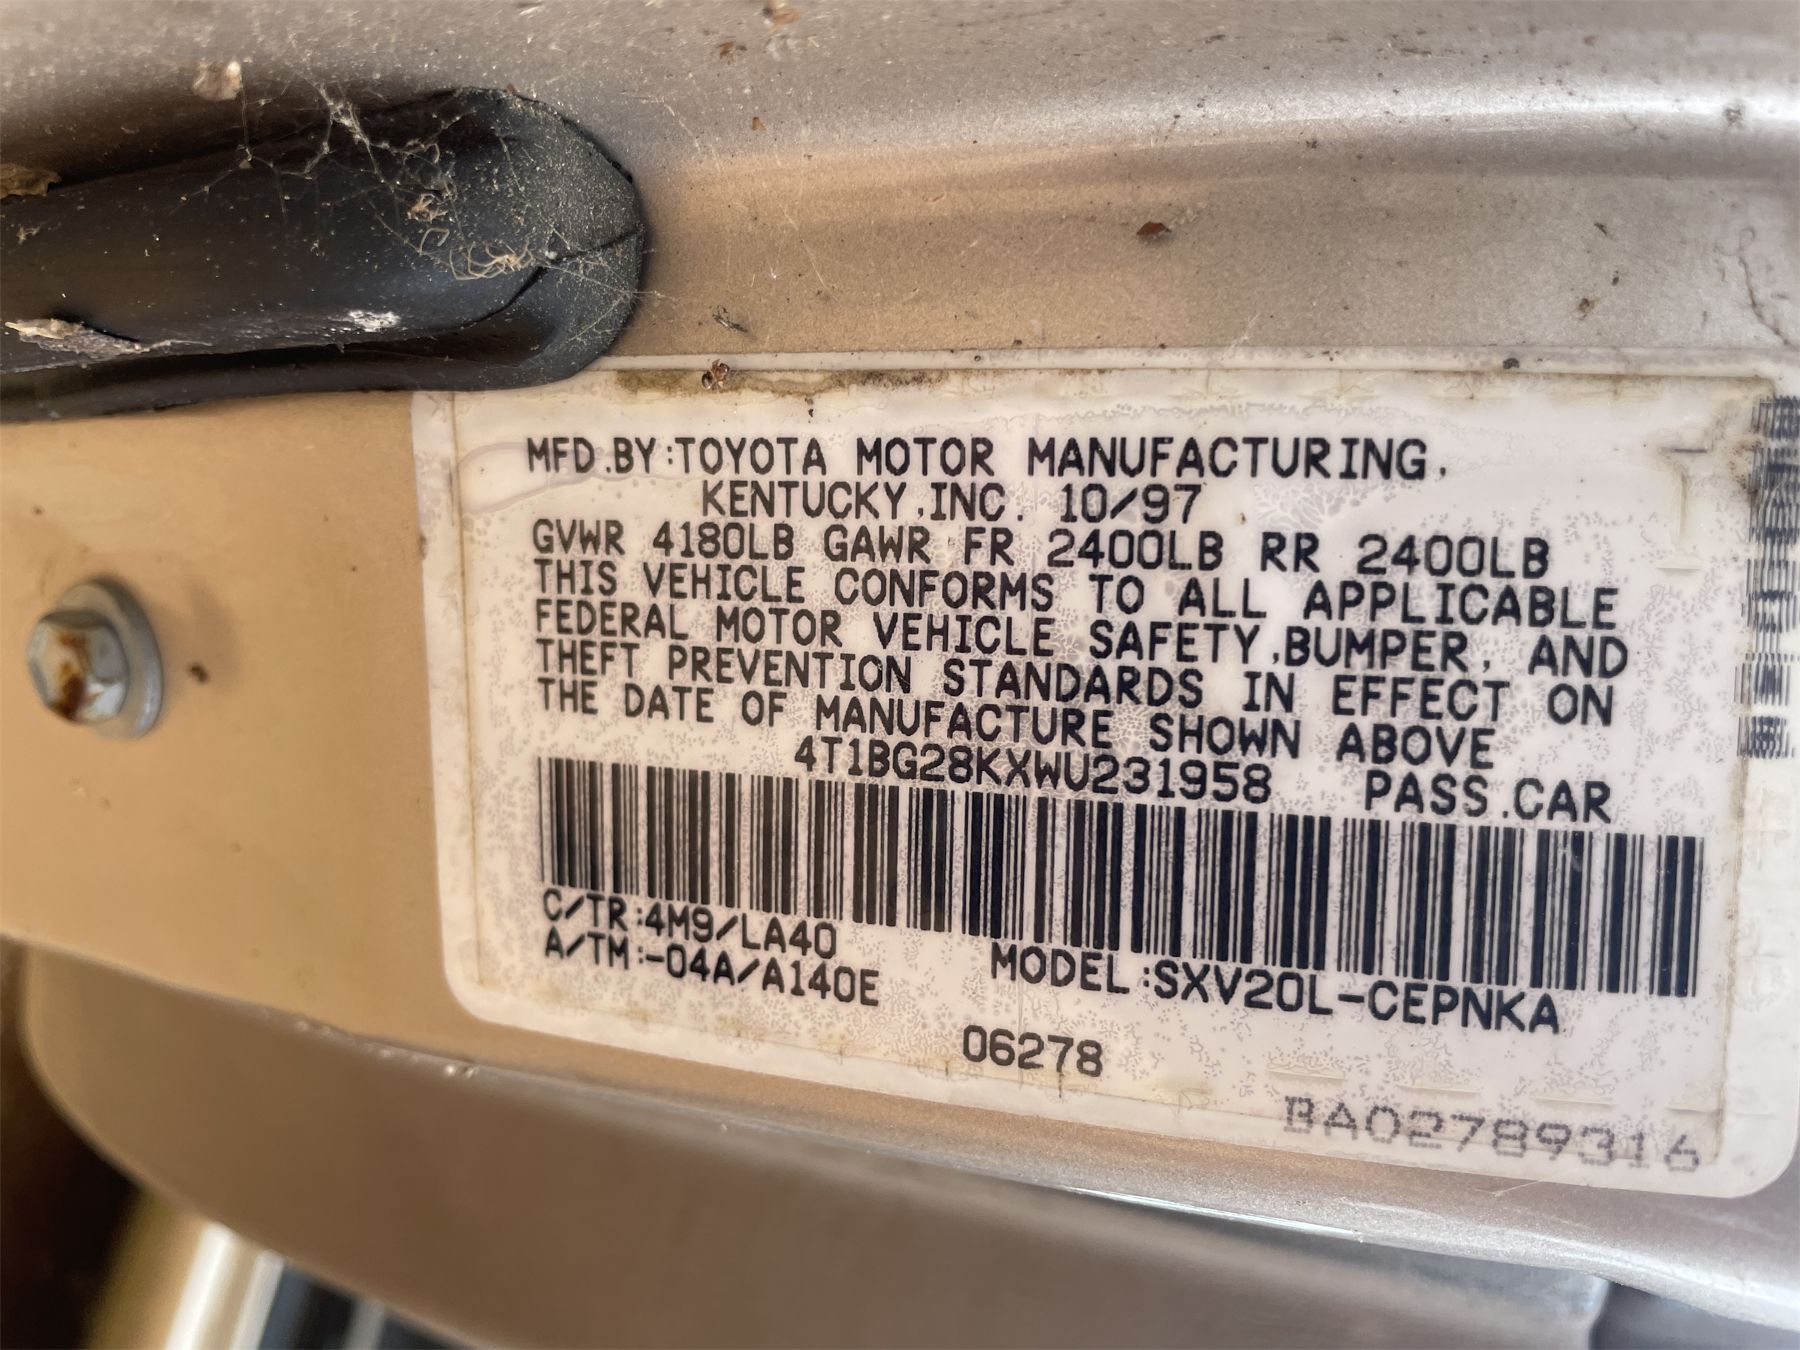 MFD.BY:TOYOTA MOTOR MANUFACTURING,
KENTUCKY,INC. 10/97
GVWR 4180LB GAWR FR 2400LB RR 2400LB
THIS VEHICLE CONFORMS TO ALL APPLICABLE
FEDERAL MOTOR VEHICLE SAFETY,BUMPER, AND
THEFT PREVENTION STANDARDS IN EFFECT ON
THE DATE OF MANUFACTURE SHOWN ABOVE
4T1BG28KXWU231958 PASS.CAR
C/TR:4M9/LA40
A/TM:-04A/A140E
MODEL:SXV20L-CEPNKA
06278
BA02789316